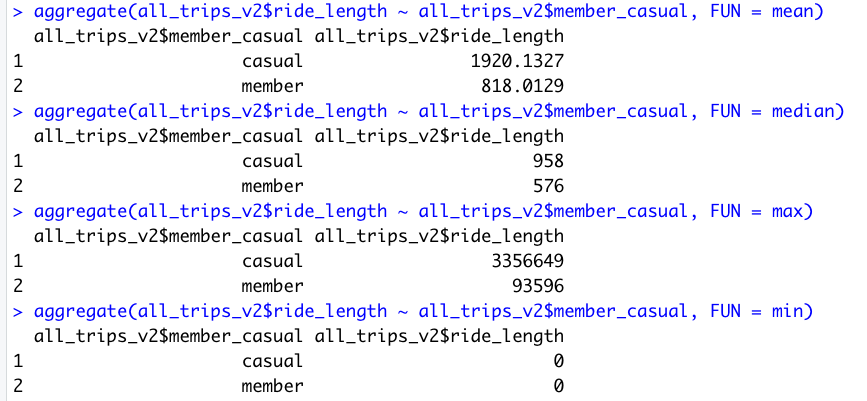 > aggregate(all_trips_v2$ride_length ~ all_trips_v2$member_casual, FUN = mean)
  all_trips_v2$member_casual all_trips_v2$ride_length
1                     casual                1920.1327
2                     member                 818.0129
> aggregate(all_trips_v2$ride_length ~ all_trips_v2$member_casual, FUN = median)
  all_trips_v2$member_casual all_trips_v2$ride_length
1                     casual                      958
2                     member                      576
> aggregate(all_trips_v2$ride_length ~ all_trips_v2$member_casual, FUN = max)
  all_trips_v2$member_casual all_trips_v2$ride_length
1                     casual                  3356649
2                     member                    93596
> aggregate(all_trips_v2$ride_length ~ all_trips_v2$member_casual, FUN = min)
  all_trips_v2$member_casual all_trips_v2$ride_length
1                     casual                        0
2                     member                        0